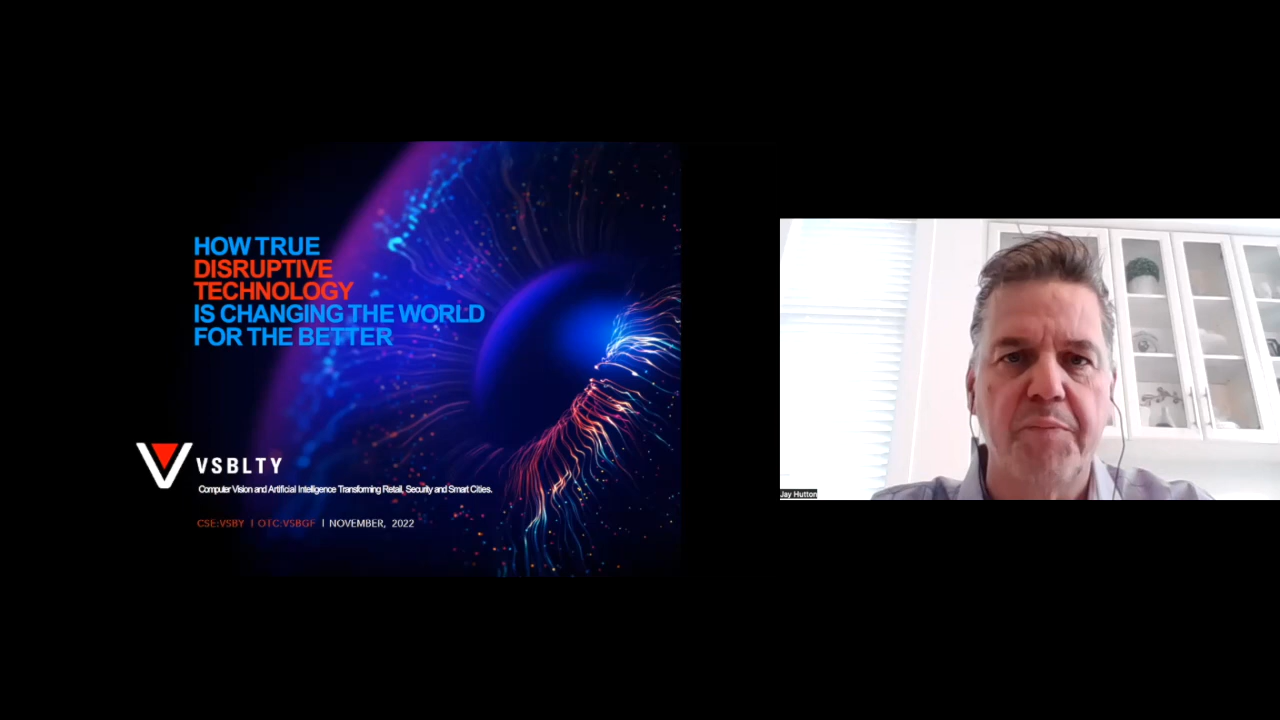 HOW TRUE
DISRUPTIVE
TECHNOLOGY
IS CHANGING THE WORLD
FOR THE BETTER
VSBLTY
Computer Vision and Artificial Intelligence Transforming Retail, Security and Smart Cities.
CSE:VSBY | OTC:VSBGF | NOVEMBER, 2022
Jay Hutton